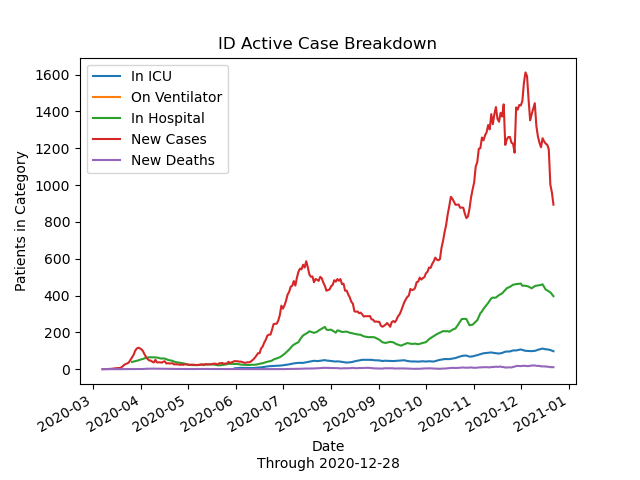 ID Active Case Breakdown
Patients in Category
1600
1400
1200
1000
800
600
400
200
0
In ICU
On Ventilator
In Hospital
New Cases
New Deaths
2020-03
2020-04
2020-05
2020-06
2020-07
2020-08
2020-09
2020-10
2020-11
2020-12
2021-01
Date
Through 2020-12-28